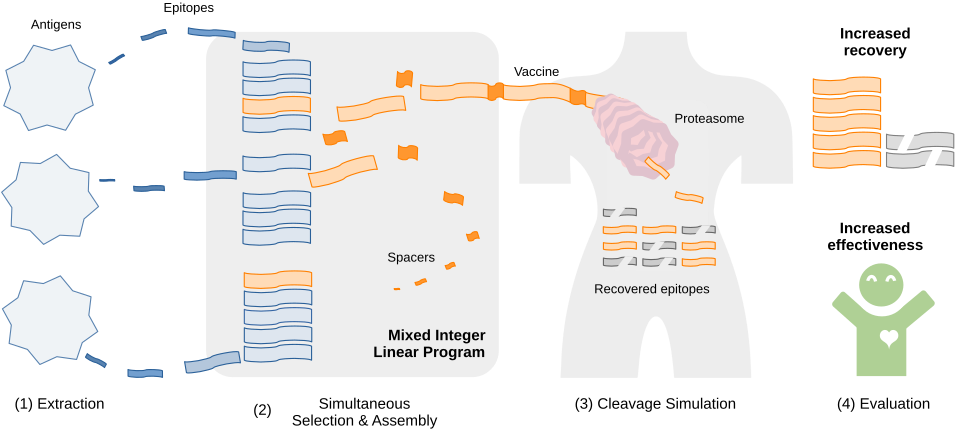 Epitopes
Antigens
Increased
recovery
Vaccine
Proteasome
Increased
effectiveness
Spacers
Recovered epitopes
Mixed Integer
Linear Program
(1) Extraction
(2)
Simultaneous
Selection & Assembly
(3) Cleavage Simulation
(4) Evaluation